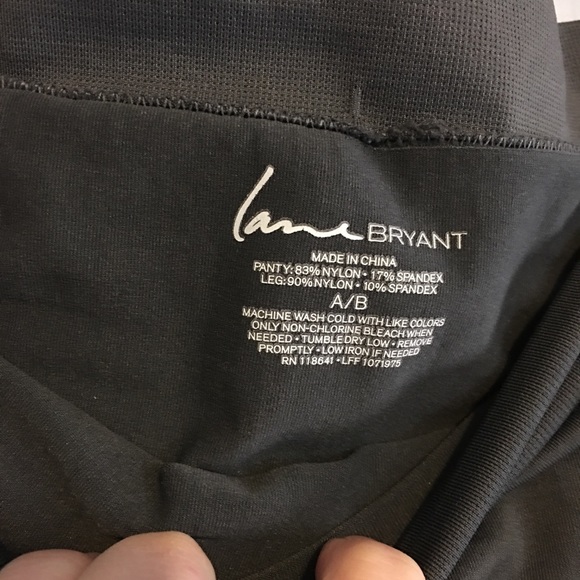 lane BRYANT
MADE IN CHINA
PANTY: 83% NYLON • 17% SPANDEX
LEG: 90% NYLON • 10% SPANDEX
A/B
MACHINE WASH COLD WITH LIKE COLORS
ONLY NON-CHLORINE BLEACH WHEN
NEEDED • TUMBLE DRY LOW • REMOVE
PROMPTLY • LOW IRON IF NEEDED
RN 118641 • LFF 1071975